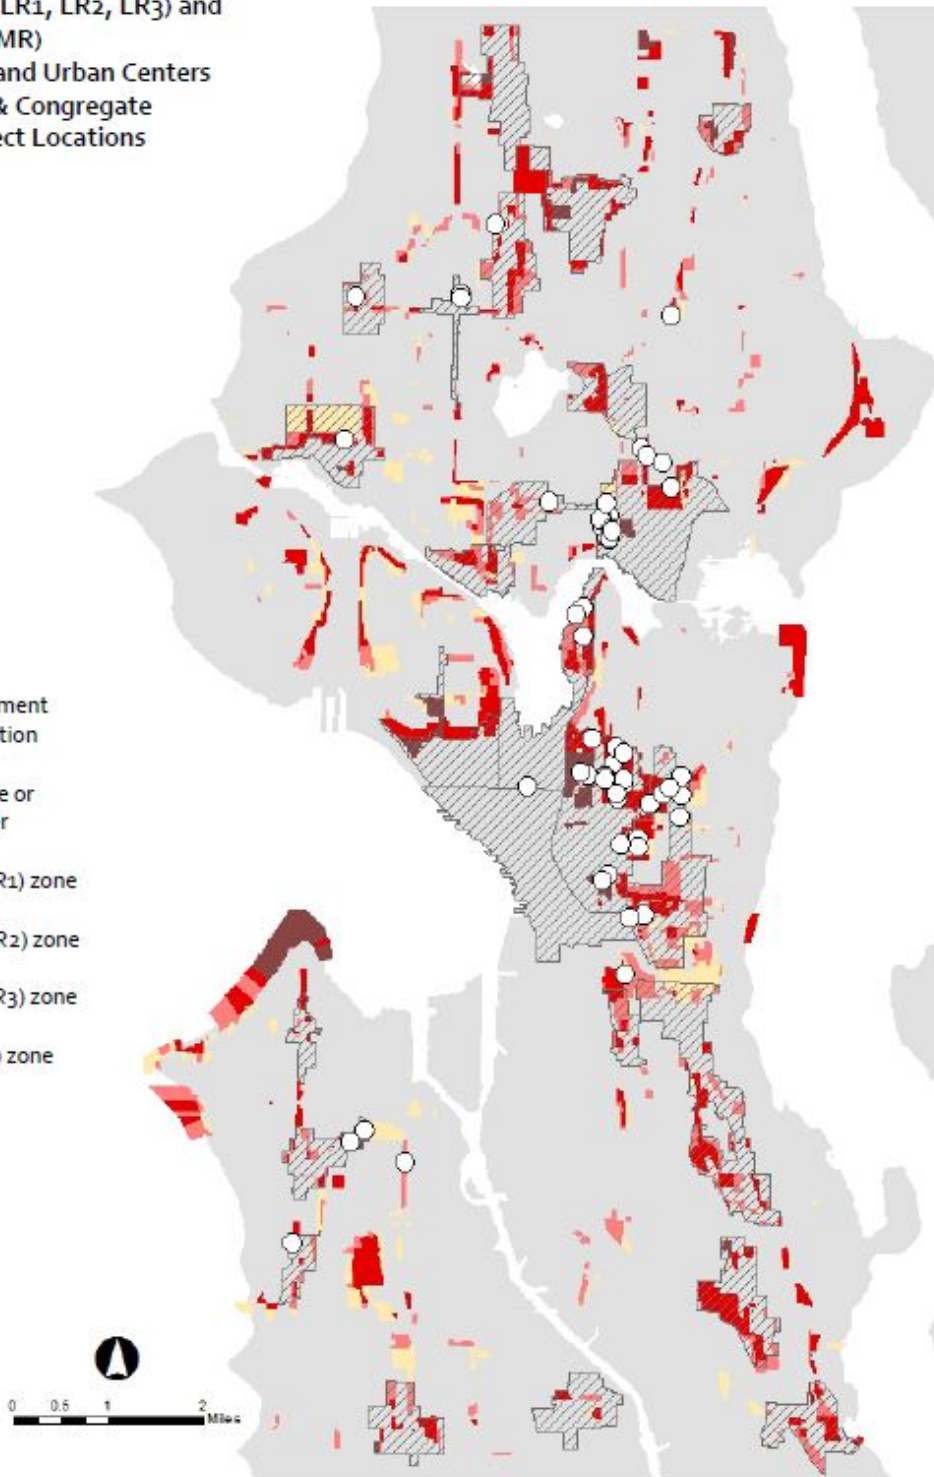 LR1, LR2, LR3) and
MR)
and Urban Centers
& Congregate
ect Locations
ment
tion
e or
r
R1) zone
R2) zone
R3) zone
) zone
0 0.5 1 2
Miles